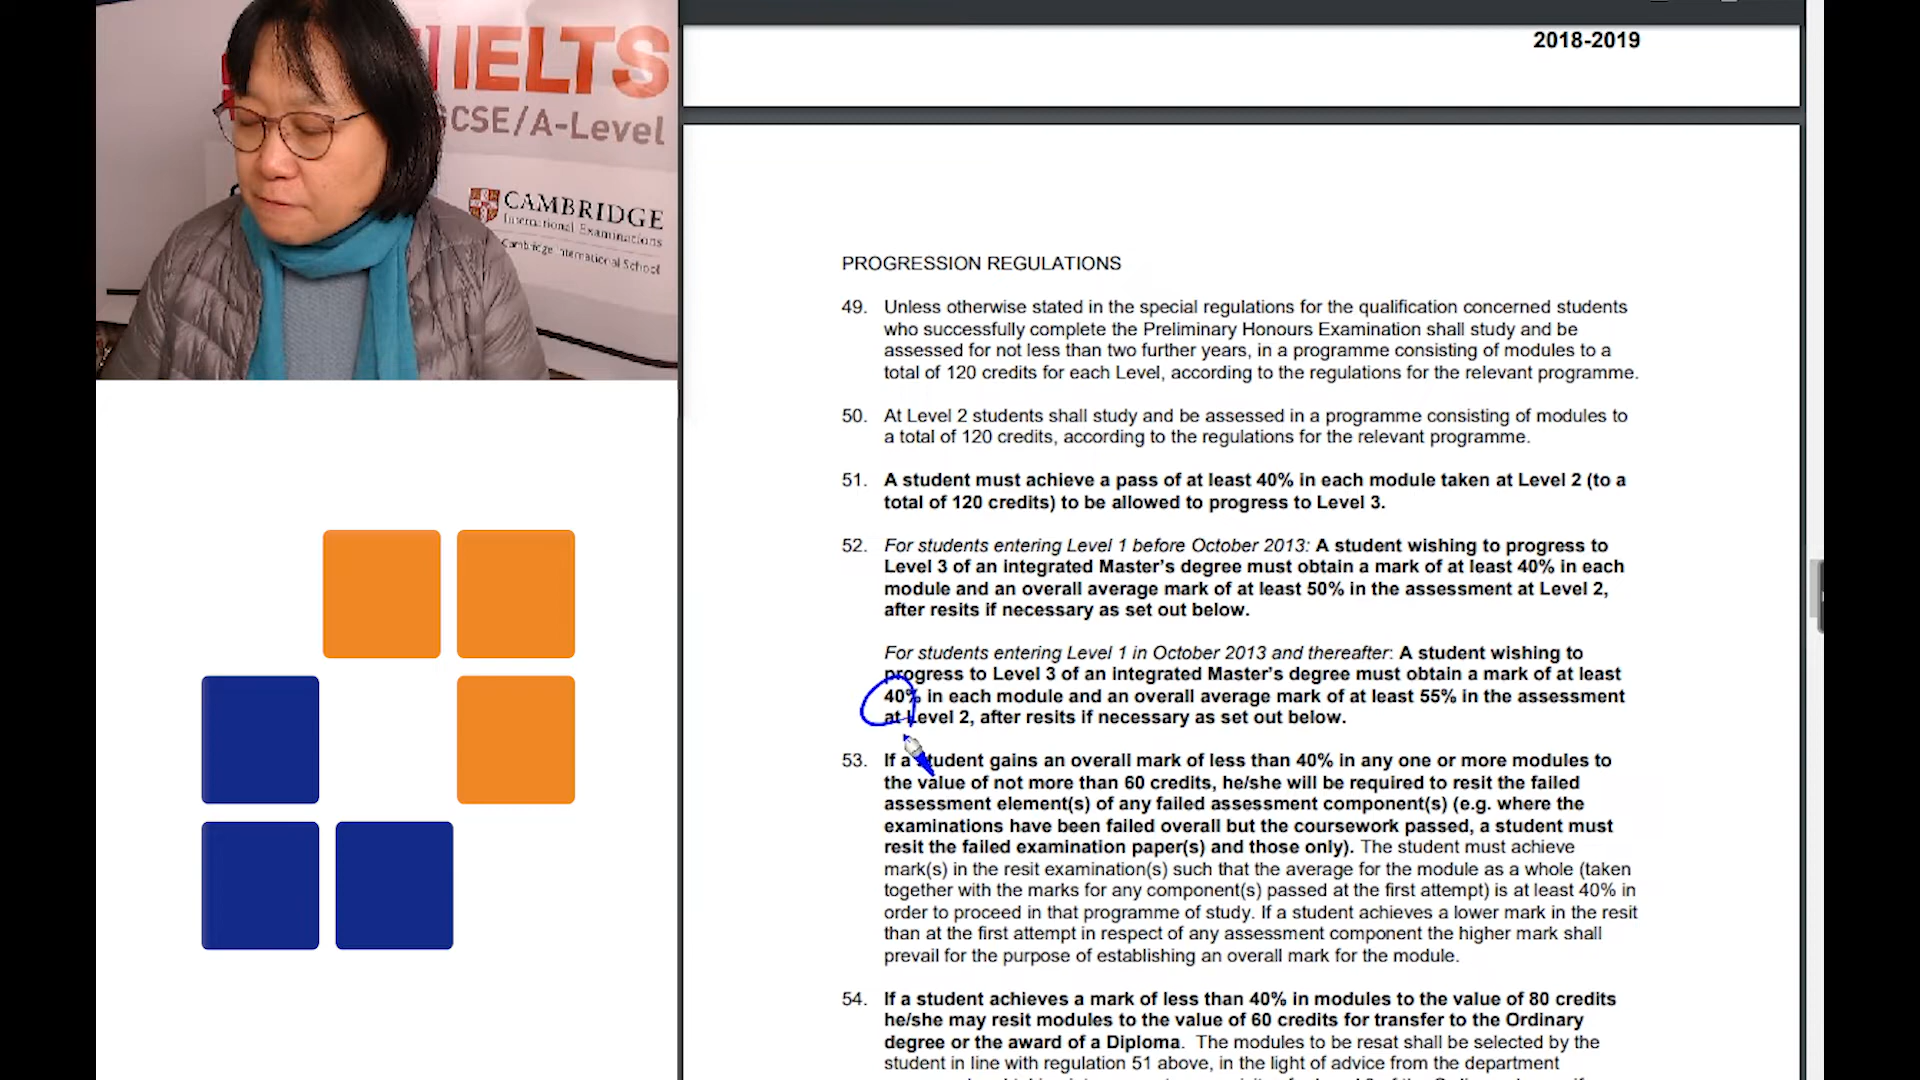 IELTS
GCSE/A-Level
CAMBRIDGE
International Examinations
Cambridge International School
2018-2019
PROGRESSION REGULATIONS
49. Unless otherwise stated in the special regulations for the qualification concerned students
who successfully complete the Preliminary Honours Examination shall study and be
assessed for not less than two further years, in a programme consisting of modules to a
total of 120 credits for each Level, according to the regulations for the relevant programme.
50. At Level 2 students shall study and be assessed in a programme consisting of modules to
a total of 120 credits, according to the regulations for the relevant programme.
51. A student must achieve a pass of at least 40% in each module taken at Level 2 (to a
total of 120 credits) to be allowed to progress to Level 3.
52. For students entering Level 1 before October 2013: A student wishing to progress to
Level 3 of an integrated Master's degree must obtain a mark of at least 40% in each
module and an overall average mark of at least 50% in the assessment at Level 2,
after resits if necessary as set out below.
For students entering Level 1 in October 2013 and thereafter: A student wishing to
progress to Level 3 of an integrated Master's degree must obtain a mark of at least
40% in each module and an overall average mark of at least 55% in the assessment
at Level 2, after resits if necessary as set out below.
53. If a student gains an overall mark of less than 40% in any one or more modules to
the value of not more than 60 credits, he/she will be required to resit the failed
assessment element(s) of any failed assessment component(s) (e.g. where the
examinations have been failed overall but the coursework passed, a student must
resit the failed examination paper(s) and those only). The student must achieve
mark(s) in the resit examination(s) such that the average for the module as a whole (taken
together with the marks for any component(s) passed at the first attempt) is at least 40% in
order to proceed in that programme of study. If a student achieves a lower mark in the resit
than at the first attempt in respect of any assessment component the higher mark shall
prevail for the purpose of establishing an overall mark for the module.
54. If a student achieves a mark of less than 40% in modules to the value of 80 credits
he/she may resit modules to the value of 60 credits for transfer to the Ordinary
degree or the award of a Diploma. The modules to be resat shall be selected by the
student in line with regulation 51 above, in the light of advice from the department